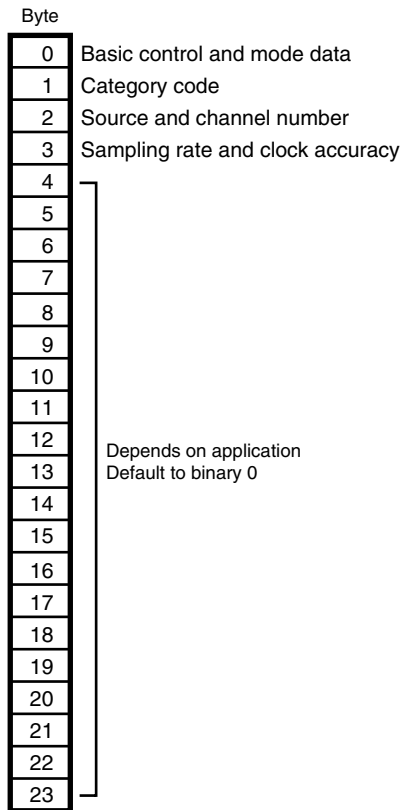 Byte
0 Basic control and mode data
1 Category code
2 Source and channel number
3 Sampling rate and clock accuracy
4
5
6
7
8
9
10
11
12
Depends on application
13
Default to binary 0
14
15
16
17
18
19
20
21
22
23